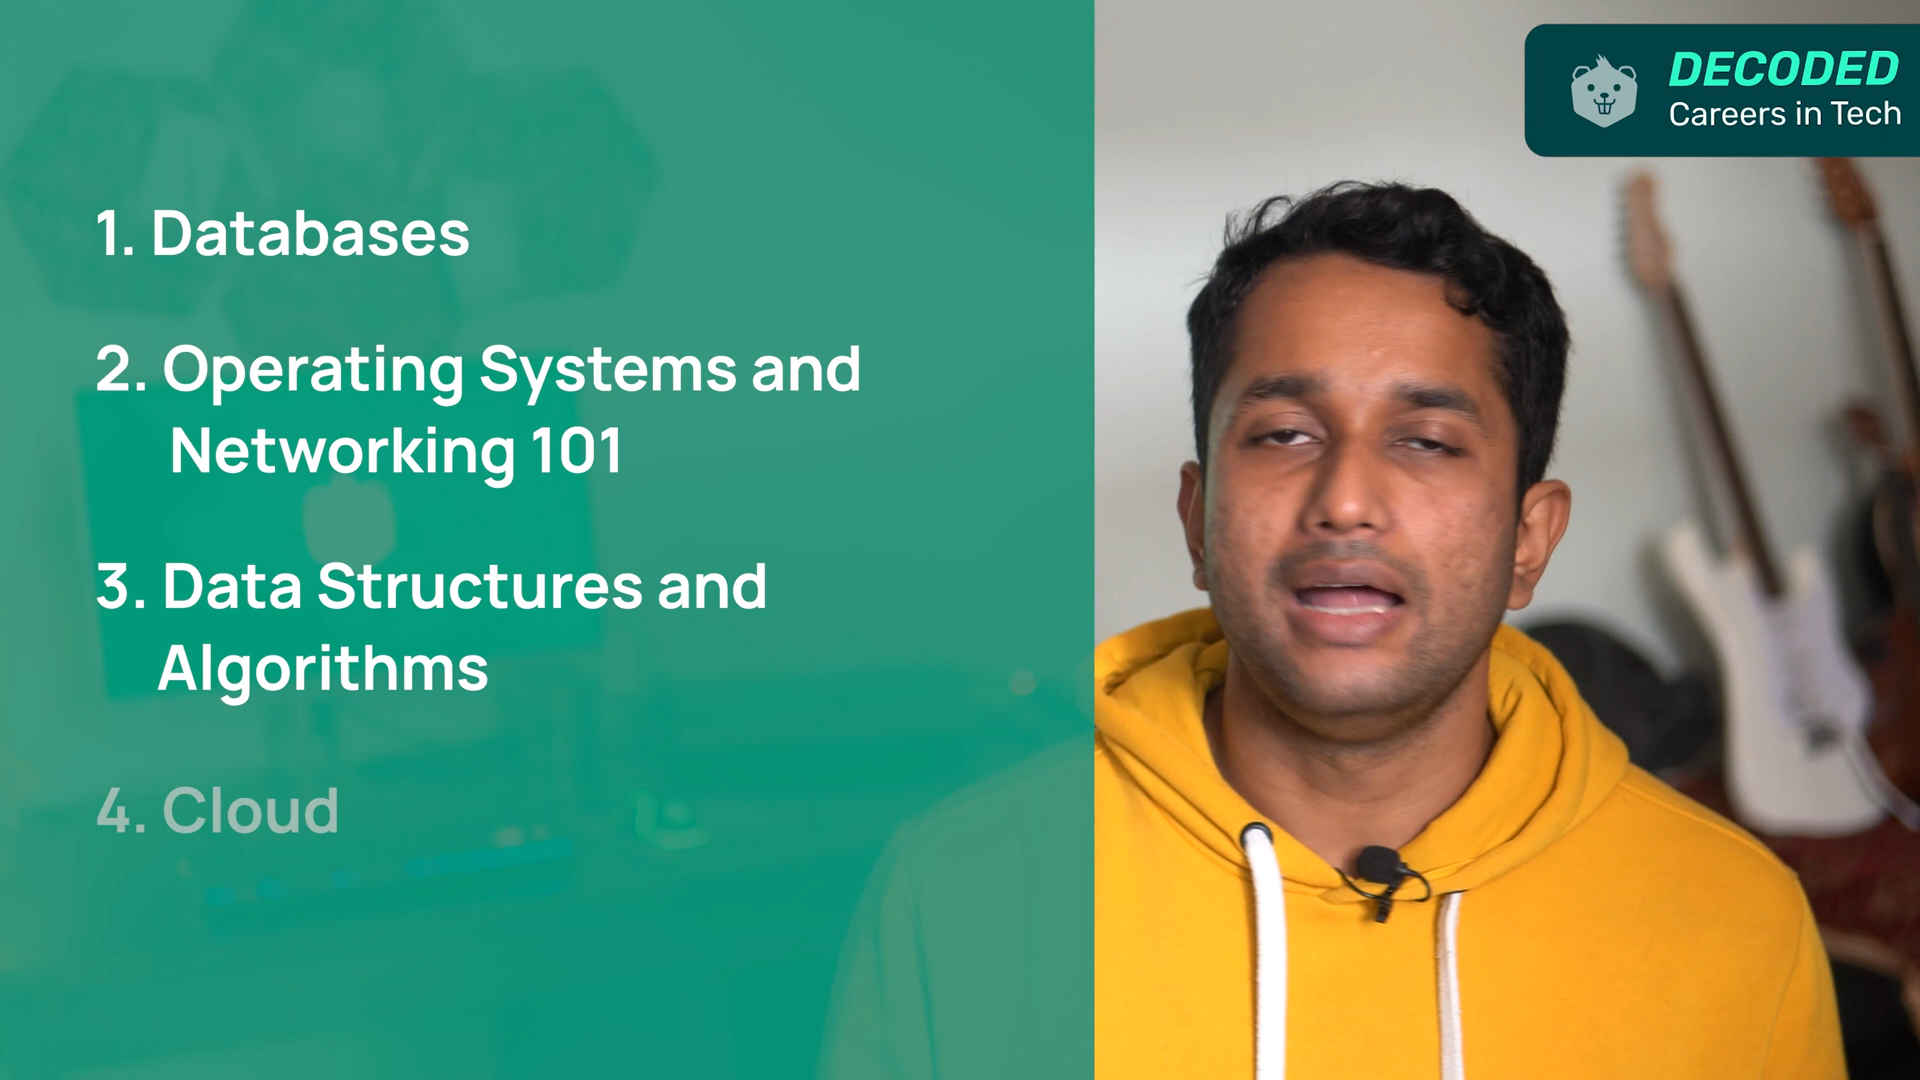 DECODED
Careers in Tech
1. Databases
2. Operating Systems and
Networking 101
3. Data Structures and
Algorithms
4. Cloud